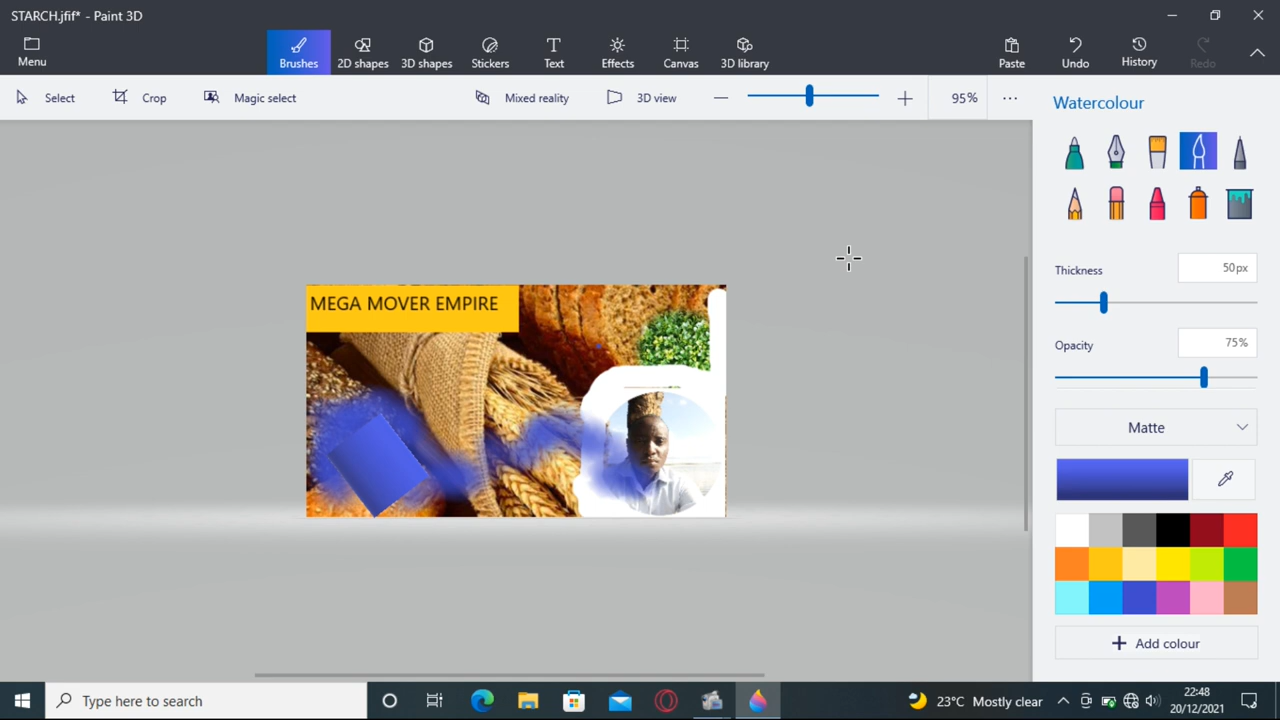 STARCH.jfif* - Paint 3D
Menu
Brushes
2D shapes
3D shapes
Stickers
Text
Effects
Canvas
3D library
Paste
Undo
History
Redo
Select
Crop
Magic select
Mixed reality
3D view
95%
Watercolour
Thickness
50px
Opacity
75%
Matte
Add colour
MEGA MOVER EMPIRE
Type here to search
23°C Mostly clear
22:48
20/12/2021